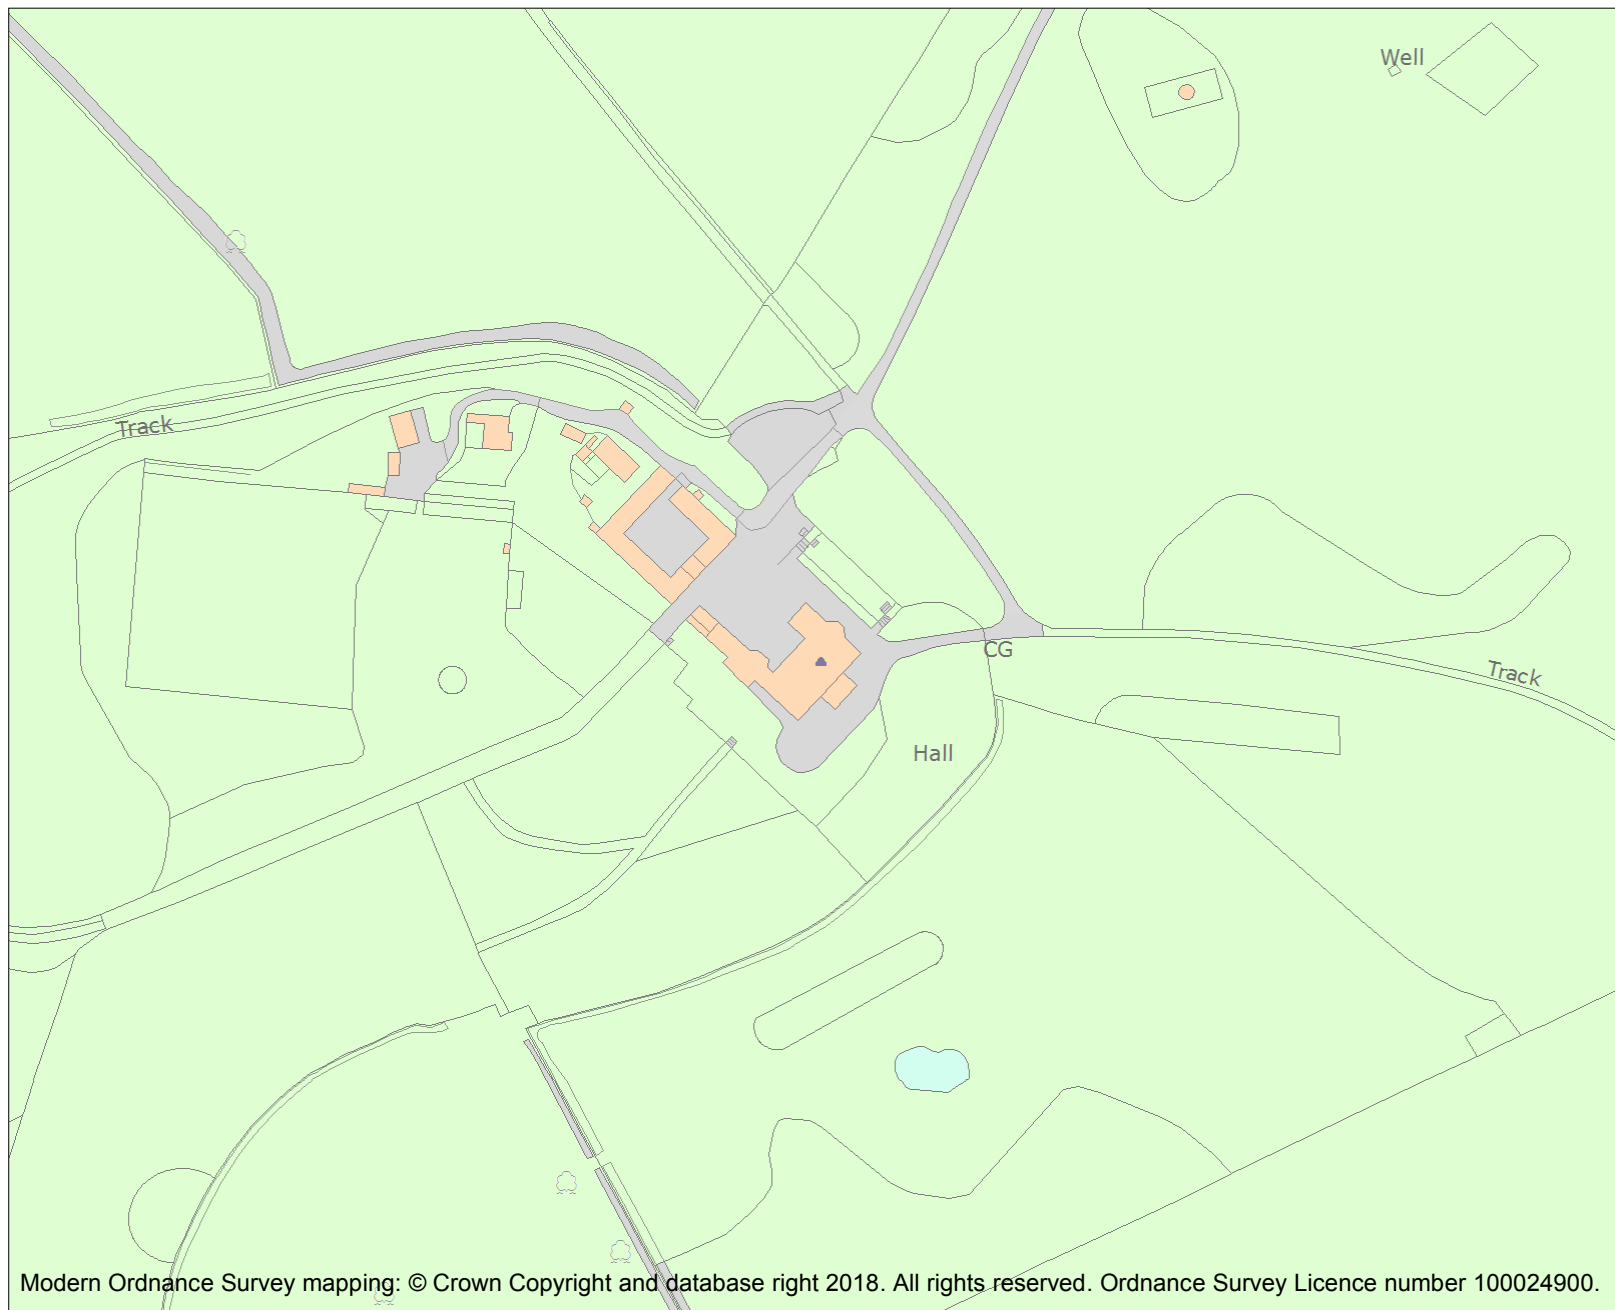 Well
Track
CG
Track
Hall
Modern Ordnance Survey mapping: © Crown Copyright and database right 2018. All rights reserved. Ordnance Survey Licence number 100024900.